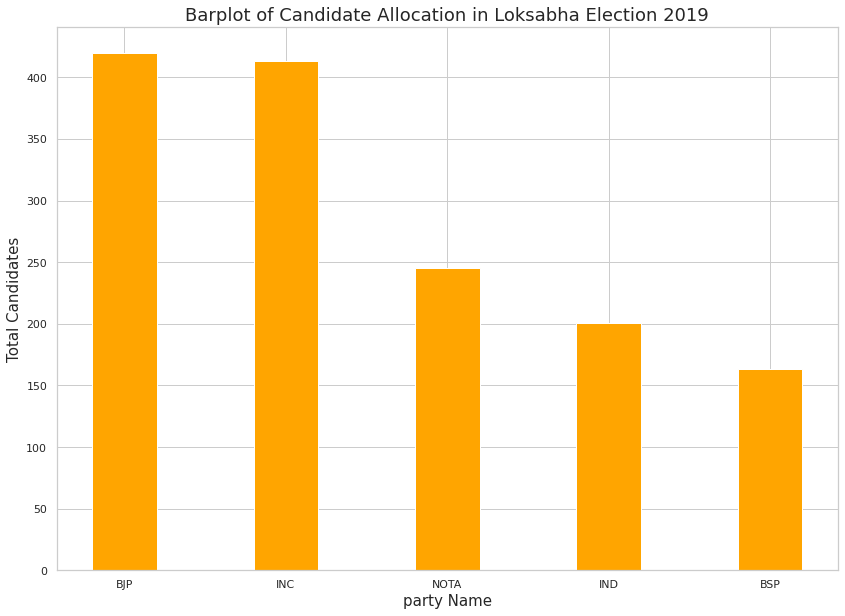 Barplot of Candidate Allocation in Loksabha Election 2019
Total Candidates
400
350
300
250
200
150
100
50
0
BJP INC NOTA IND BSP
party Name